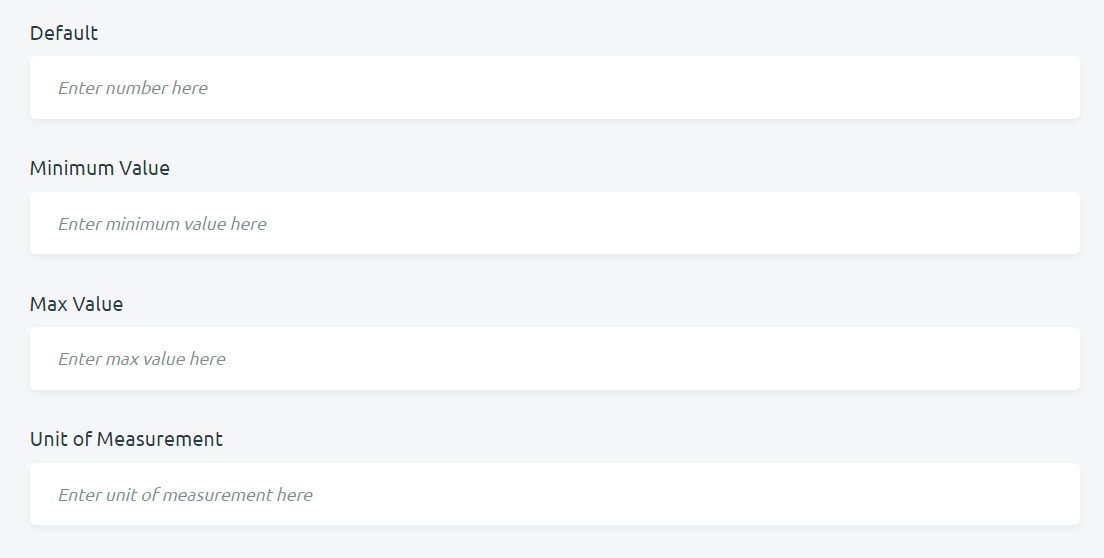 Default
Enter number here
Minimum Value
Enter minimum value here
Max Value
Enter max value here
Unit of Measurement
Enter unit of measurement here